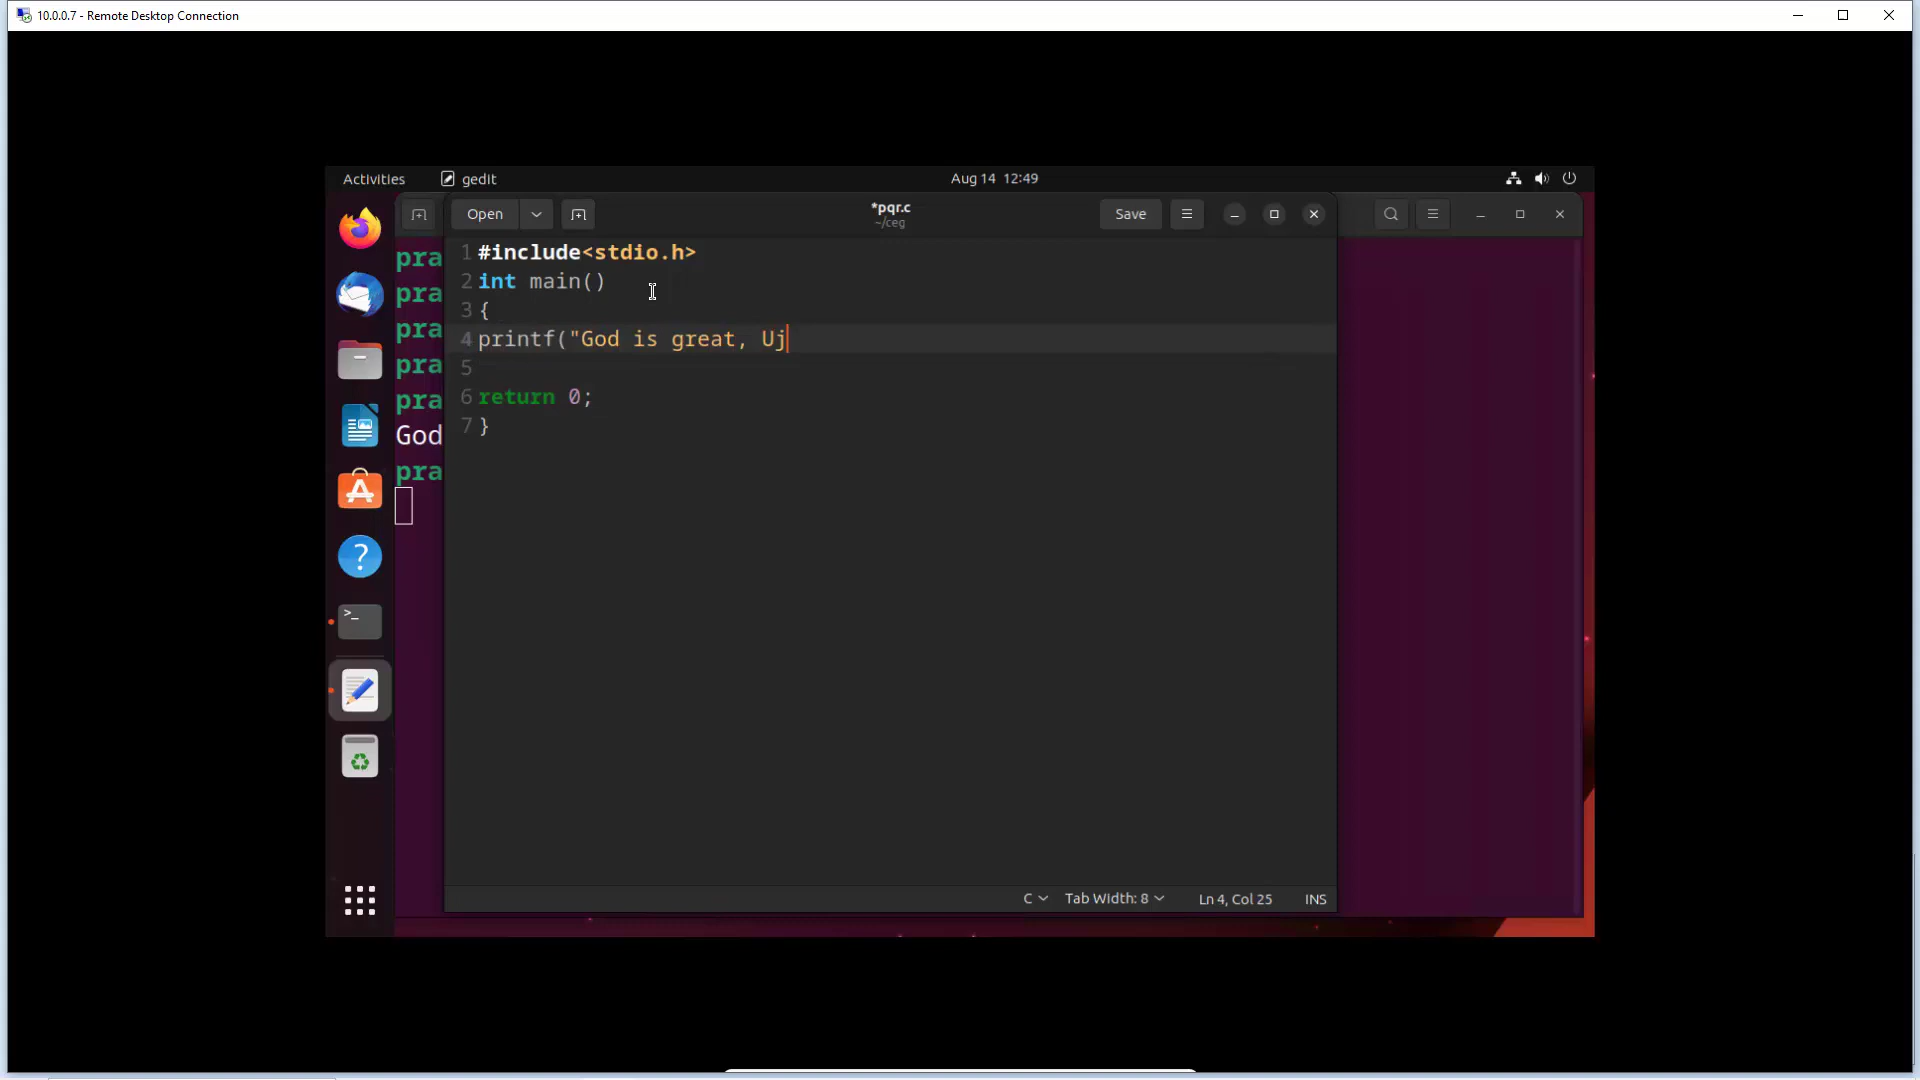 10.0.0.7 - Remote Desktop Connection
Activities gedit Aug 14 12:49
Open *pqr.c Save
~/ceg
1 #include<stdio.h>
2 int main()
3 {
4 printf("God is great, Uj
5
6 return 0;
7 }
pra
pra
pra
pra
pra
God
pra
C Tab Width: 8 Ln 4, Col 25 INS